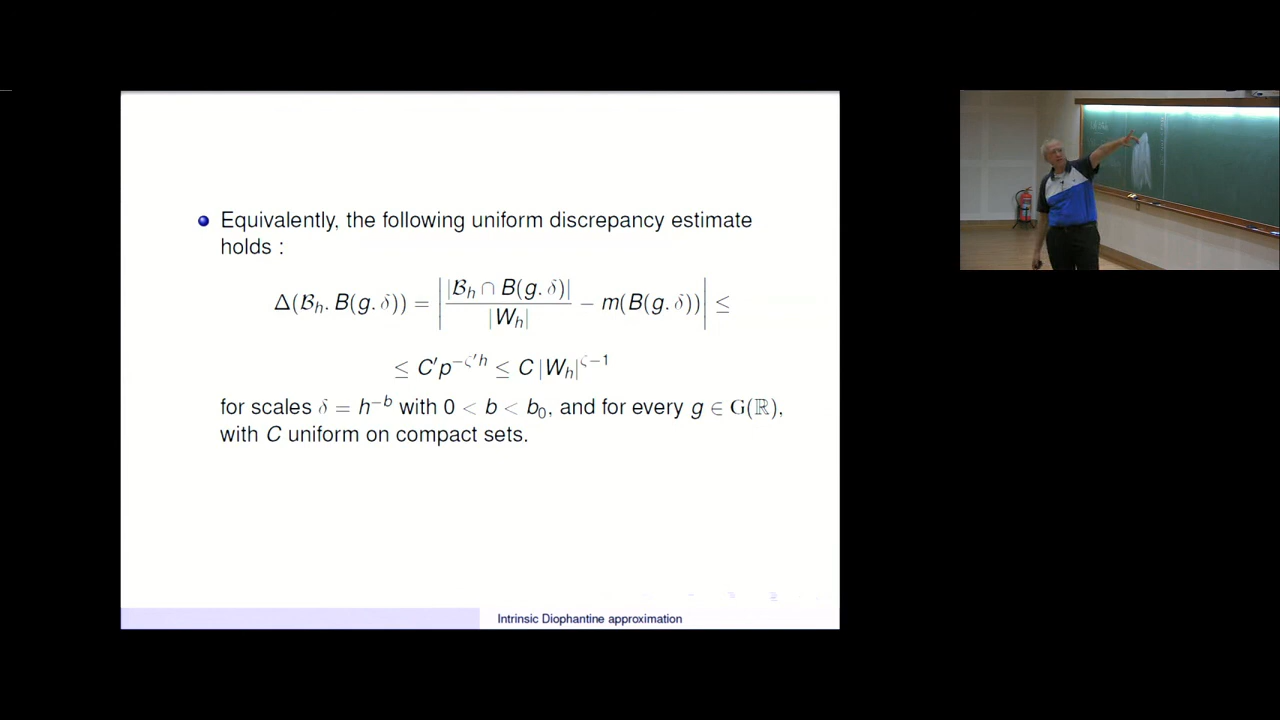 Equivalently, the following uniform discrepancy estimate
holds :
Δ(ℬ_h, B(g, δ)) = | |ℬ_h ∩ B(g, δ)| / |W_h| − m(B(g, δ)) | ≤
≤ C′p^{−ζ′h} ≤ C |W_h|^{ζ−1}
for scales δ = h^{−b} with 0 < b < b_0, and for every g ∈ G(ℝ),
with C uniform on compact sets.
Intrinsic Diophantine approximation